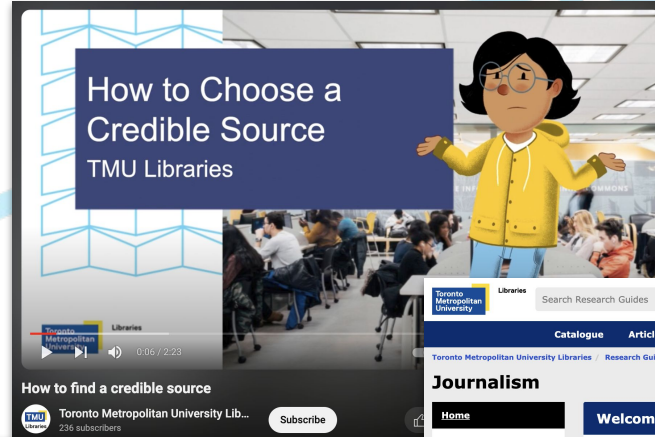 How to Choose a
Credible Source
TMU Libraries
COMMONS
Toronto
Metropolitan
University
Libraries
0:06 / 2:23
How to find a credible source
TMU
Libraries
Toronto Metropolitan University Lib...
236 subscribers
Subscribe
Toronto
Metropolitan
University
Libraries
Search Research Guides
Catalogue Articl
Toronto Metropolitan University Libraries / Research Gui
Journalism
Home
Welcom